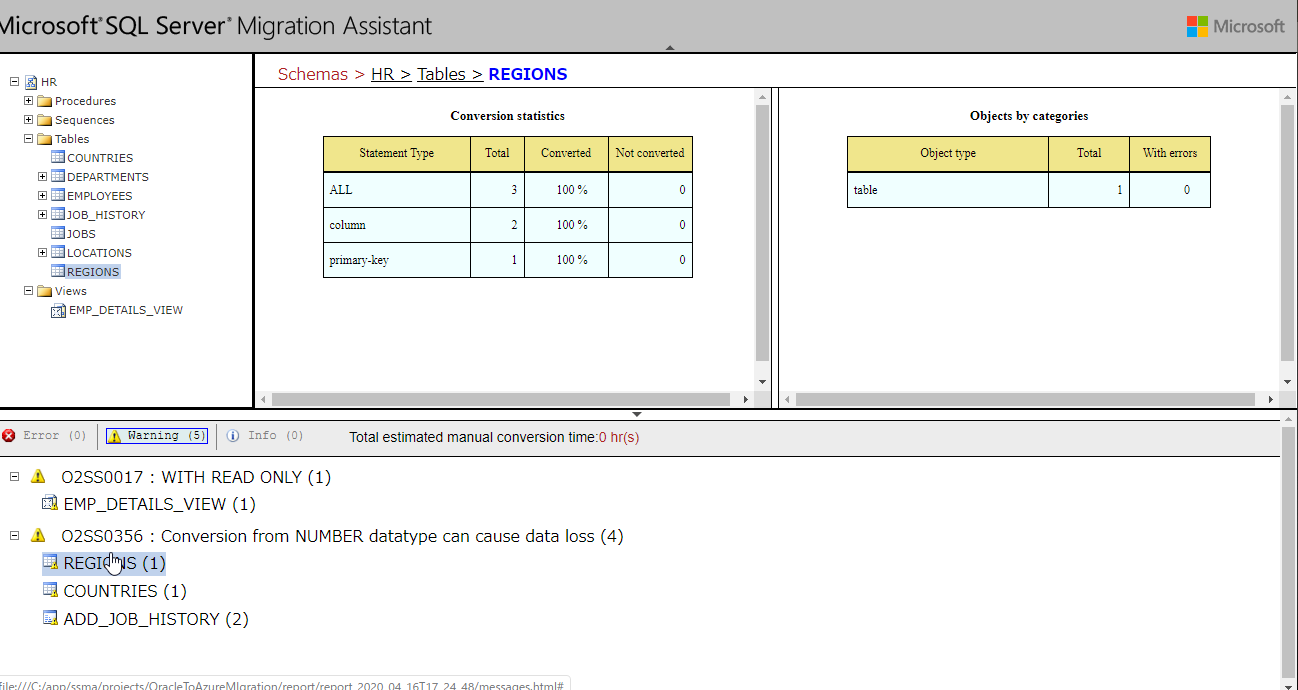 Microsoft® SQL Server® Migration Assistant
Microsoft
HR
Procedures
Sequences
Tables
COUNTRIES
DEPARTMENTS
EMPLOYEES
JOB_HISTORY
JOBS
LOCATIONS
REGIONS
Views
EMP_DETAILS_VIEW
Schemas > HR > Tables > REGIONS
Conversion statistics
Statement Type Total Converted Not converted
ALL 3 100 % 0
column 2 100 % 0
primary-key 1 100 % 0
Objects by categories
Object type Total With errors
table 1 0
Error (0) Warning (5) Info (0) Total estimated manual conversion time:0 hr(s)
O2SS0017 : WITH READ ONLY (1)
EMP_DETAILS_VIEW (1)
O2SS0356 : Conversion from NUMBER datatype can cause data loss (4)
REGIONS (1)
COUNTRIES (1)
ADD_JOB_HISTORY (2)
file:///C:/app/ssma/projects/OracleToAzureMIgration/report/report_2020_04_16T17_24_48/messages.html#